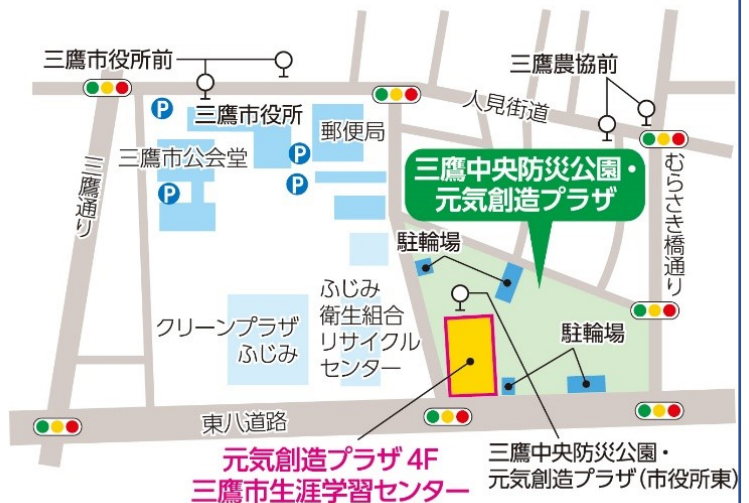 三鷹市役所前
三鷹農協前
人見街道
P
三鷹市役所
郵便局
三鷹市公会堂
P
P
P
三鷹通り
三鷹中央防災公園・
元気創造プラザ
むらさき橋通り
駐輪場
ふじみ
衛生組合
リサイクル
センター
クリーンプラザ
ふじみ
駐輪場
東八道路
元気創造プラザ 4F
三鷹市生涯学習センター
三鷹中央防災公園・
元気創造プラザ(市役所東)